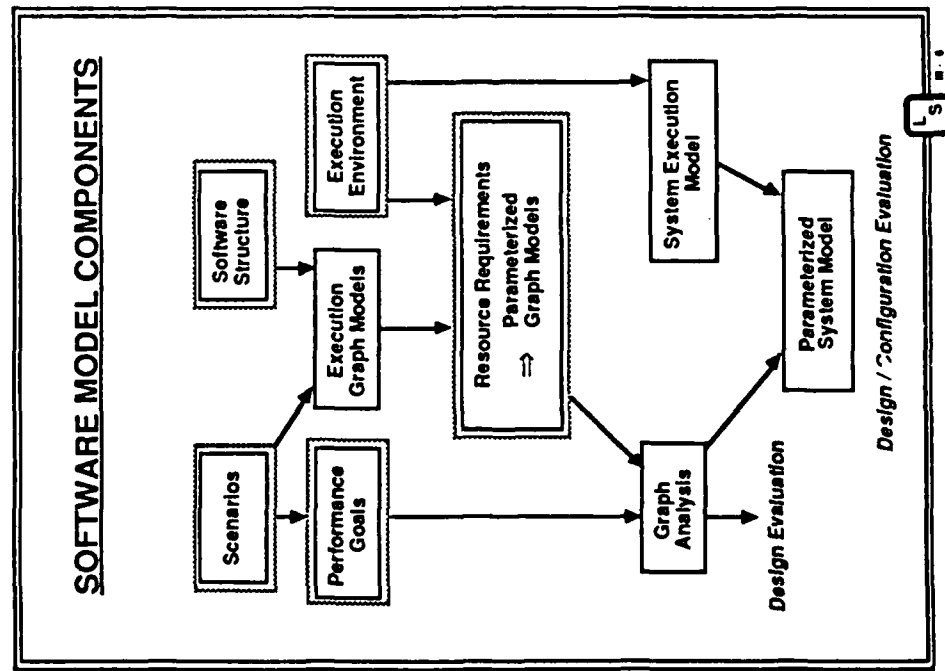 SOFTWARE MODEL COMPONENTS
Scenarios
Software
Structure
Performance
Goals
Execution
Graph Models
Execution
Environment
Resource Requirements
⇒ Parameterized
Graph Models
Graph
Analysis
System Execution
Model
Design Evaluation
Parameterized
System Model
Design / Configuration Evaluation
L
S